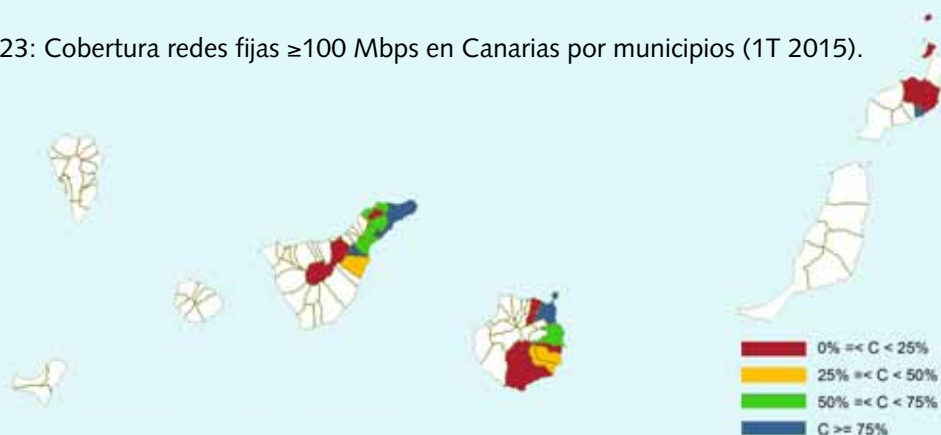 23: Cobertura redes fijas ≥100 Mbps en Canarias por municipios (1T 2015).
0% =< C < 25%
25% =< C < 50%
50% =< C < 75%
C >= 75%